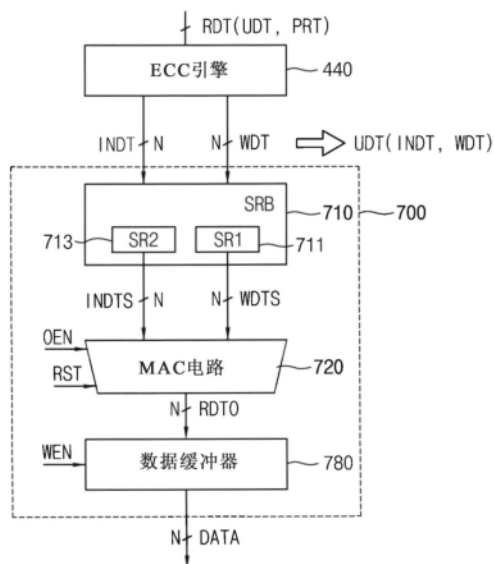 RDT(UDT, PRT)
ECC引擎
440
INDT N
N WDT
UDT(INDT, WDT)
SRB
710
700
713
SR2
SR1
711
INDTS N
N WDTS
OEN
MAC电路
720
RST
N RDTO
WEN
数据缓冲器
780
N DATA